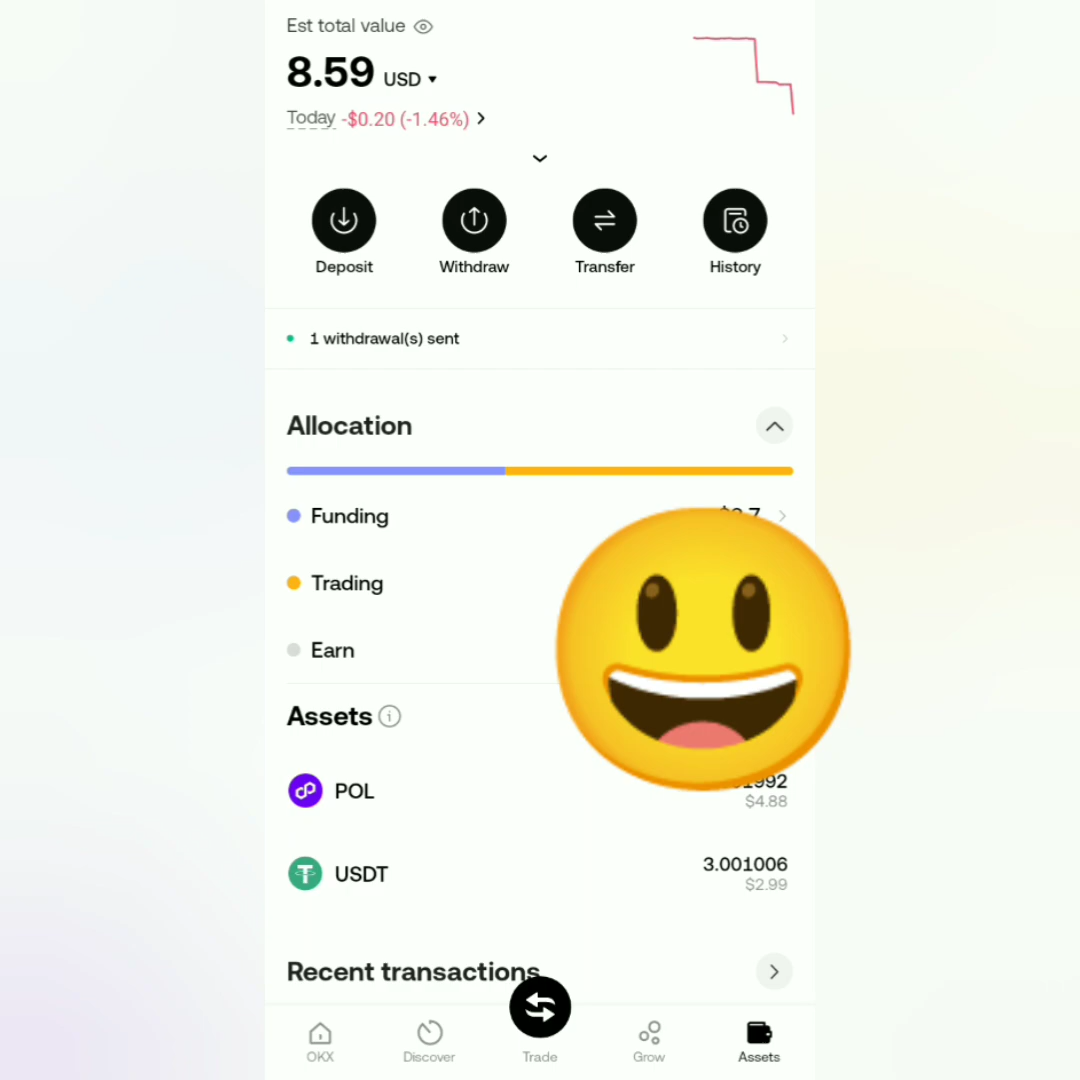 Est total value
8.59 USD
Today -$0.20 (-1.46%)
Deposit Withdraw Transfer History
1 withdrawal(s) sent
Allocation
Funding
Trading
Earn
Assets
POL
$4.88
USDT 3.001006
$2.99
Recent transactions
OKX Discover Trade Grow Assets